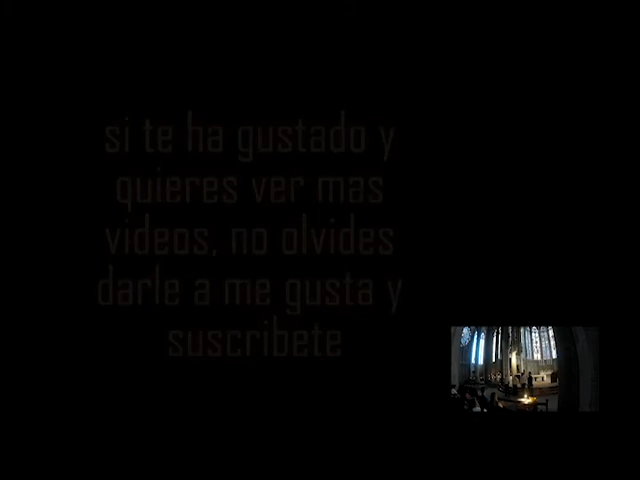 si te ha gustado y
quieres ver mas
videos, no olvides
darle a me gusta y
suscribete